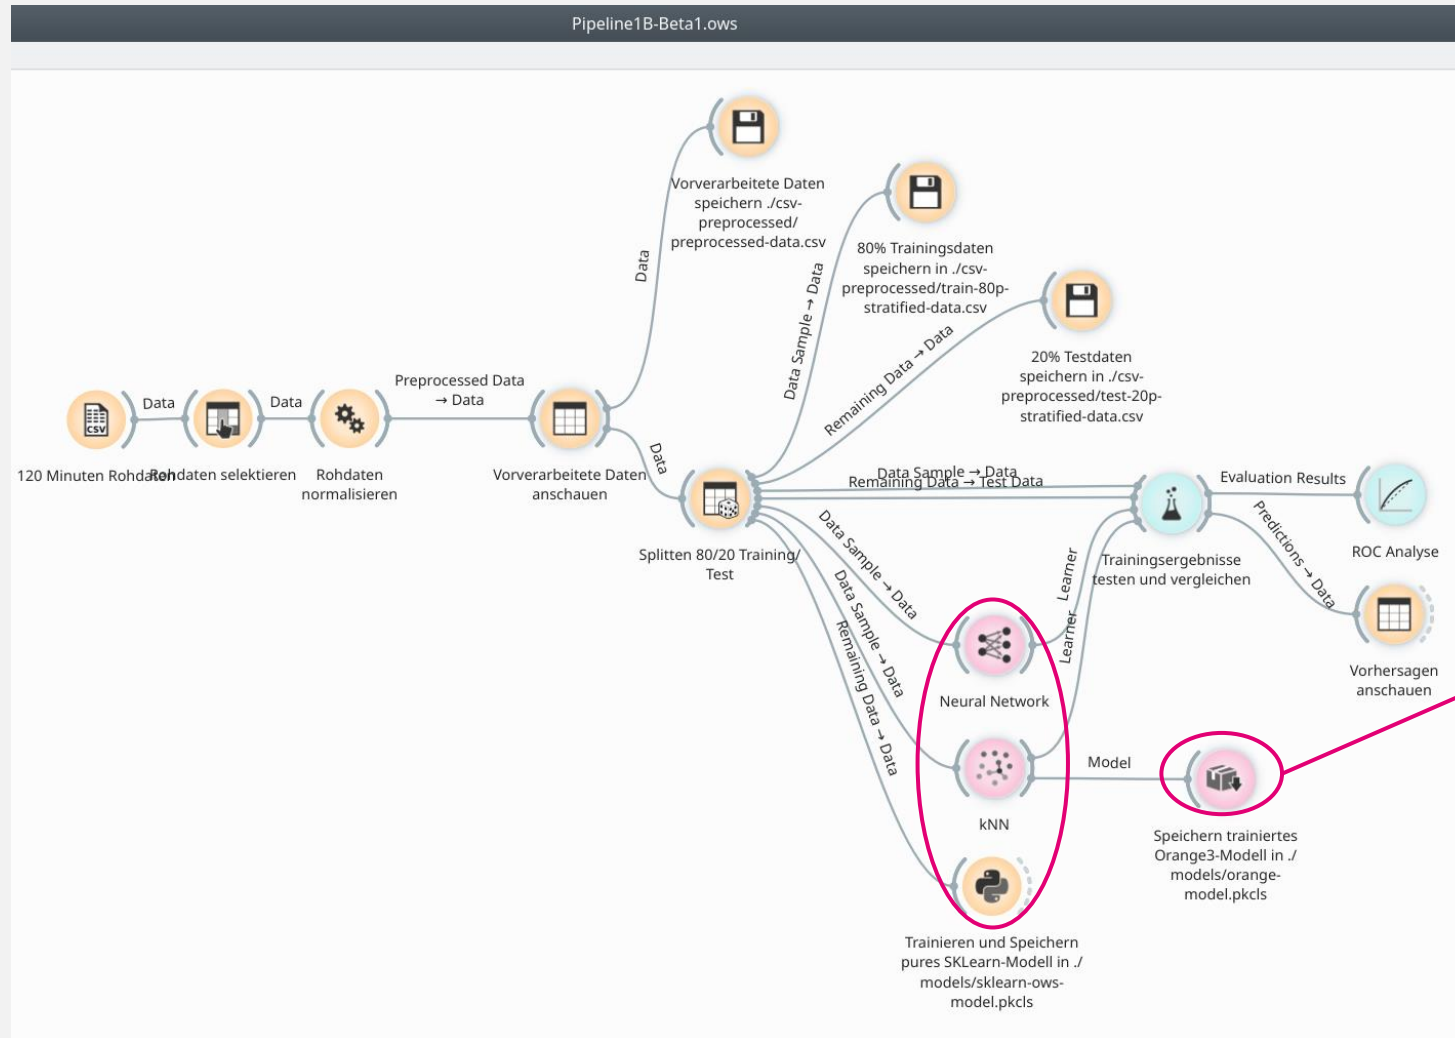 Pipeline1B-Beta1.ows
Vorverarbeitete Daten
speichern ./csv-
preprocessed/
preprocessed-data.csv
Data
80% Trainingsdaten
speichern in ./csv-
preprocessed/train-80p-
stratified-data.csv
Data Sample → Data
20% Testdaten
speichern in ./csv-
preprocessed/test-20p-
stratified-data.csv
Remaining Data → Data
CSV
120 Minuten Rohdaten
Data
Rohdaten selektieren
Data
Rohdaten
normalisieren
Preprocessed Data
→ Data
Vorverarbeitete Daten
anschauen
Data
Splitten 80/20 Training/
Test
Data Sample → Data
Remaining Data → Test Data
Trainingsergebnisse
testen und vergleichen
Evaluation Results
ROC Analyse
Predictions → Data
Vorhersagen
anschauen
Data Sample → Data
Data Sample → Data
Remaining Data → Data
Learner
Learner
Neural Network
kNN
Model
Speichern trainiertes
Orange3-Modell in ./
models/orange-
model.pkcls
Trainieren und Speichern
pures SKLearn-Modell in ./
models/sklearn-ows-
model.pkcls